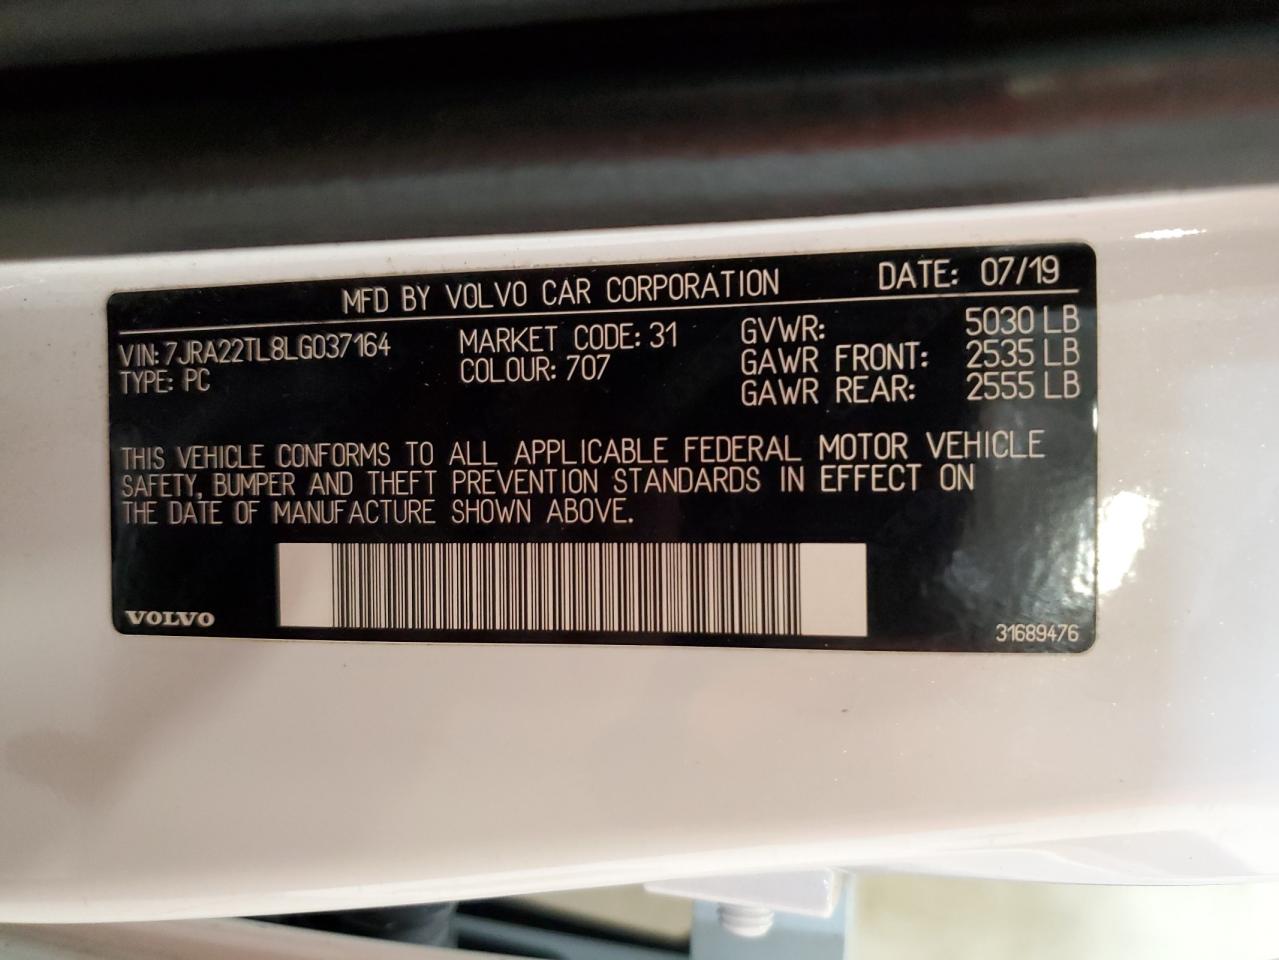 MFD BY VOLVO CAR CORPORATION DATE: 07/19
VIN: 7JRA22TL8LG037164 MARKET CODE: 31 GVWR: 5030 LB
TYPE: PC COLOUR: 707 GAWR FRONT: 2535 LB
GAWR REAR: 2555 LB
THIS VEHICLE CONFORMS TO ALL APPLICABLE FEDERAL MOTOR VEHICLE
SAFETY, BUMPER AND THEFT PREVENTION STANDARDS IN EFFECT ON
THE DATE OF MANUFACTURE SHOWN ABOVE.
VOLVO 31689476